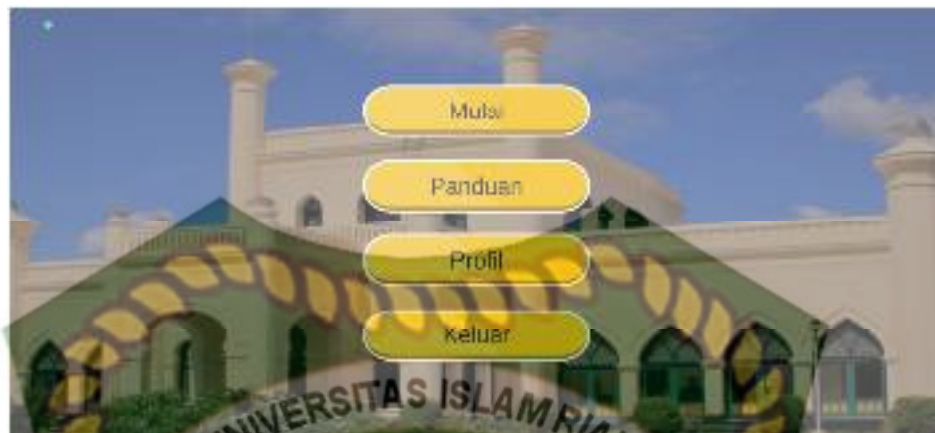 Mulai
Panduan
Profil
Keluar
UNIVERSITAS ISLAM RIAU